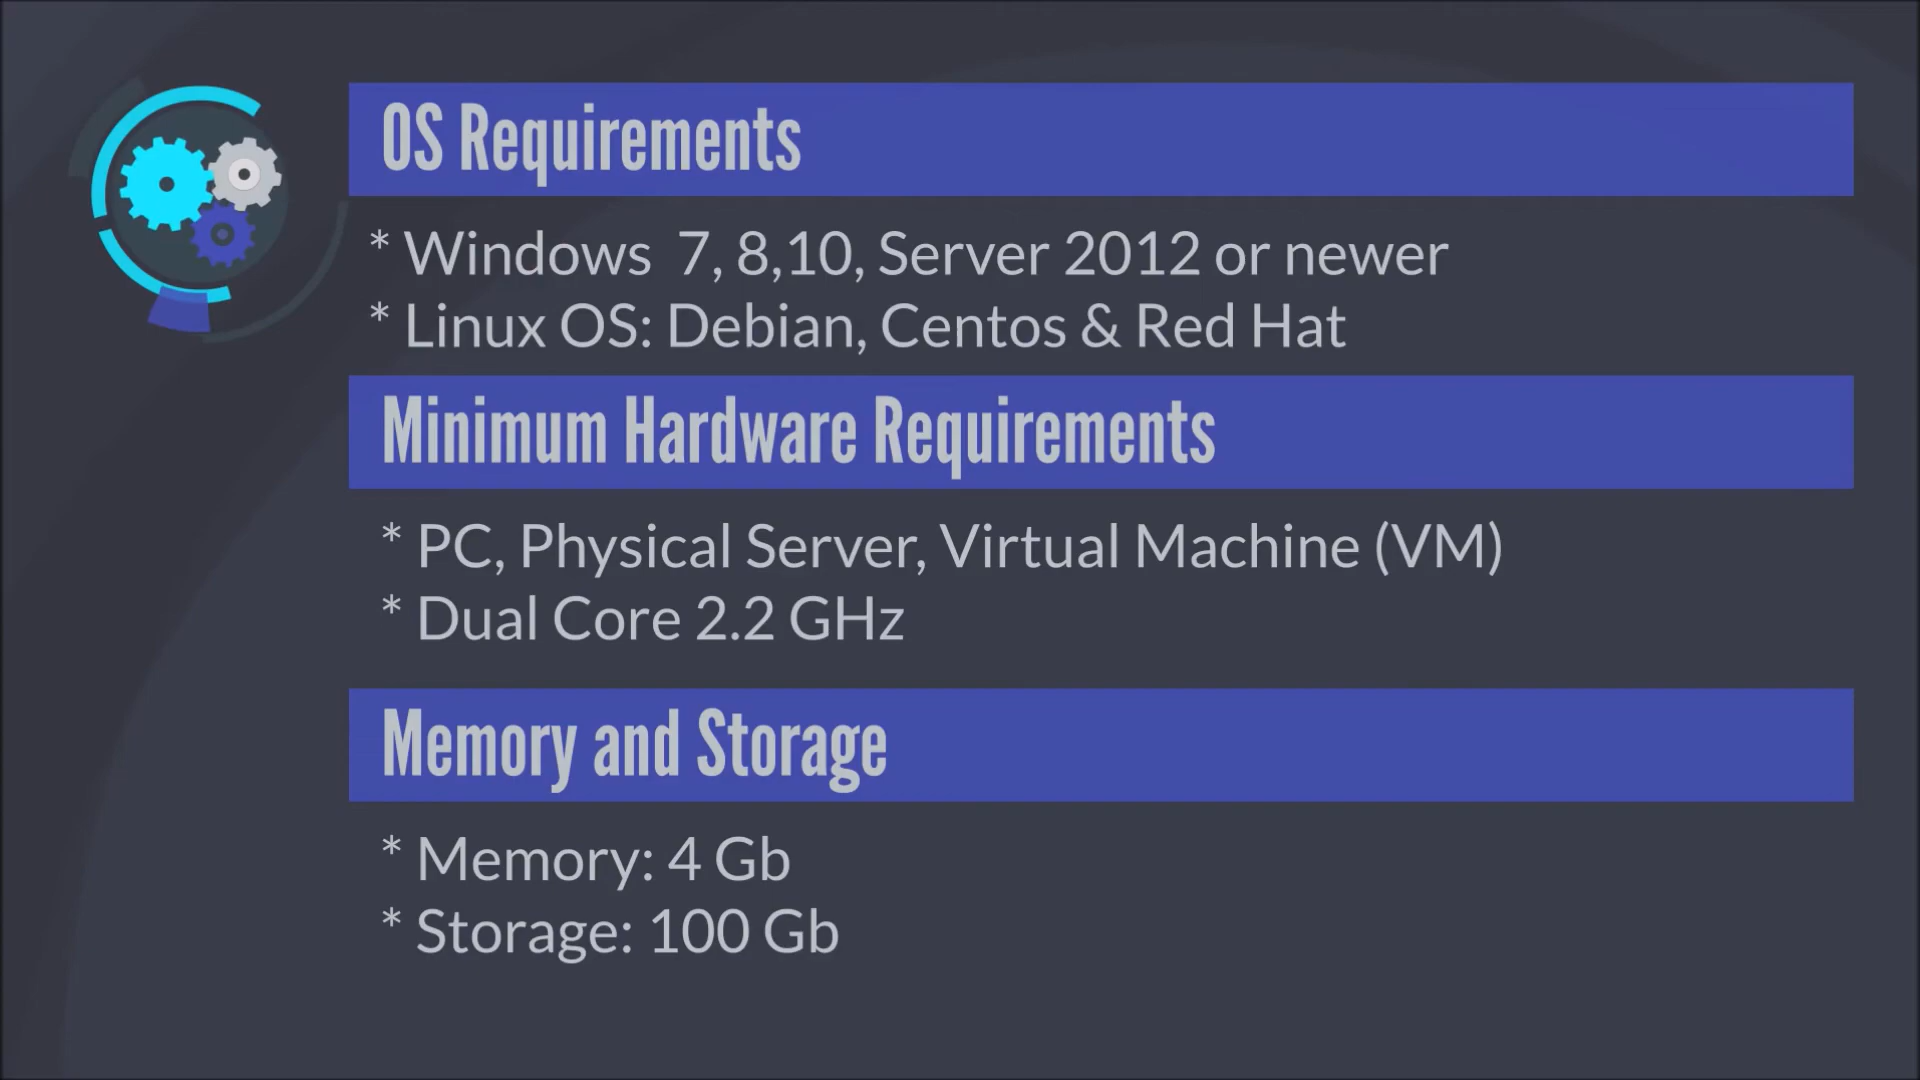 OS Requirements
* Windows  7, 8,10, Server 2012 or newer
* Linux OS: Debian, Centos & Red Hat
Minimum Hardware Requirements
* PC, Physical Server, Virtual Machine (VM)
* Dual Core 2.2 GHz
Memory and Storage
* Memory: 4 Gb
* Storage: 100 Gb